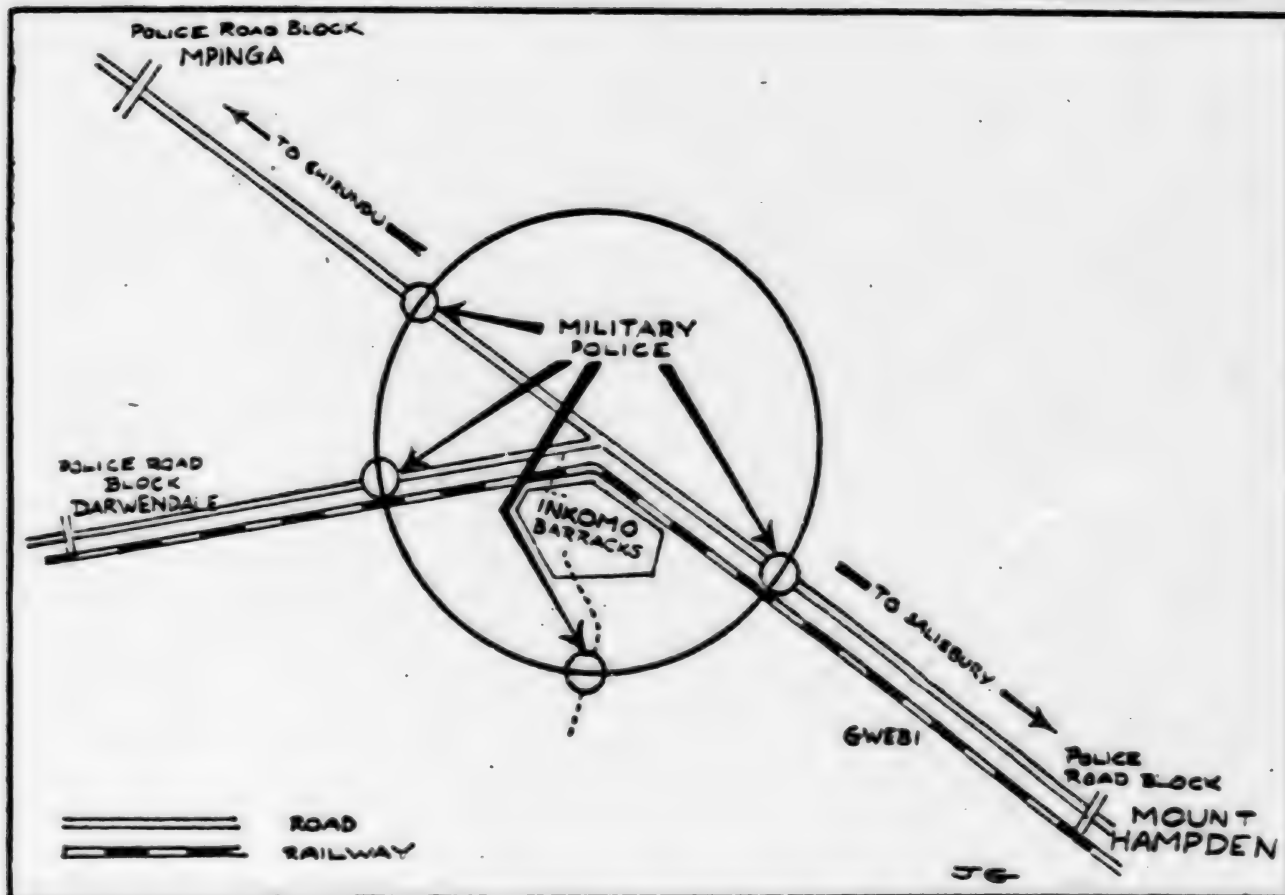 POLICE ROAD BLOCK
MPINGA
TO CHIRUNDU
MILITARY
POLICE
POLICE ROAD
BLOCK
DARWENDALE
INKOMO
BARRACKS
TO SALISBURY
GWEBI
POLICE
ROAD BLOCK
MOUNT
HAMPDEN
ROAD
RAILWAY
JG